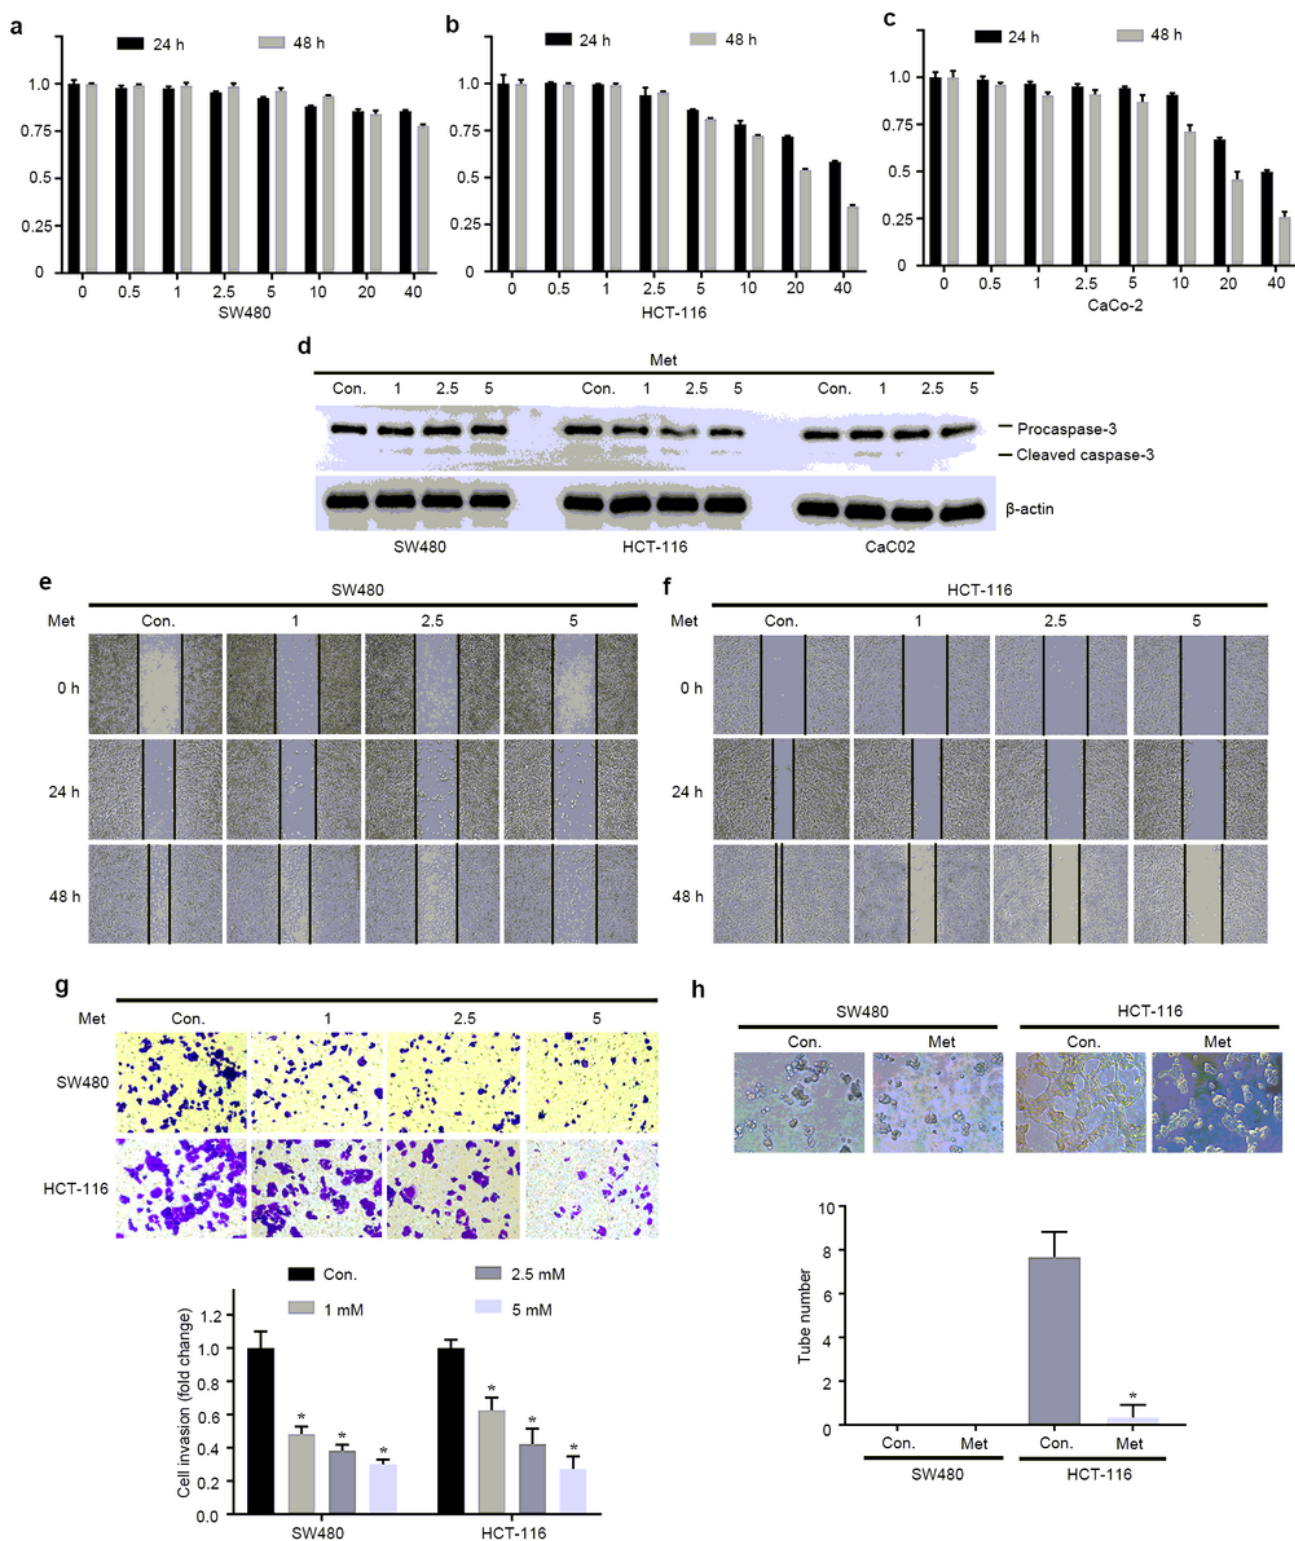 a
24 h 48 h
1.0
0.75
0.5
0.25
0
0 0.5 1 2.5 5 10 20 40
SW480
b
24 h 48 h
1.0
0.75
0.5
0.25
0
0 0.5 1 2.5 5 10 20 40
HCT-116
c
24 h 48 h
1.0
0.75
0.5
0.25
0
0 0.5 1 2.5 5 10 20 40
CaCo-2
d
Met
Con. 1 2.5 5 Con. 1 2.5 5 Con. 1 2.5 5
Procaspase-3
Cleaved caspase-3
β-actin
SW480 HCT-116 CaC02
e
SW480
Met Con. 1 2.5 5
0 h
24 h
48 h
f
HCT-116
Met Con. 1 2.5 5
0 h
24 h
48 h
g
Met Con. 1 2.5 5
SW480
HCT-116
Con. 2.5 mM
1 mM 5 mM
Cell invasion (fold change)
1.2
1.0
0.8
0.6
0.4
0.2
0.0
* * * * * *
SW480 HCT-116
h
SW480 HCT-116
Con. Met Con. Met
Tube number
10
8
6
4
2
0
*
Con. Met Con. Met
SW480 HCT-116